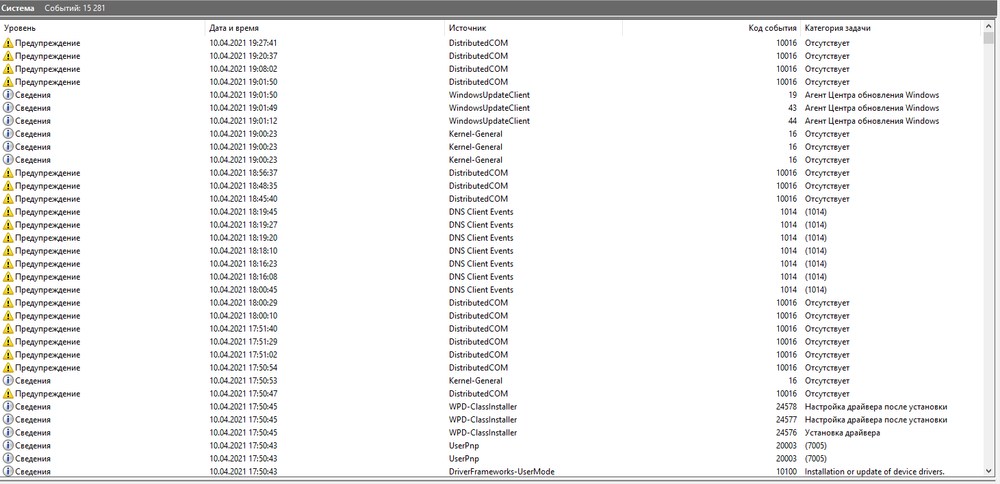 Система Событий: 15 281
Уровень Дата и время Источник Код события Категория задачи
Предупреждение 10.04.2021 19:27:41 DistributedCOM 10016 Отсутствует
Предупреждение 10.04.2021 19:20:37 DistributedCOM 10016 Отсутствует
Предупреждение 10.04.2021 19:08:02 DistributedCOM 10016 Отсутствует
Предупреждение 10.04.2021 19:01:50 DistributedCOM 10016 Отсутствует
Сведения 10.04.2021 19:01:50 WindowsUpdateClient 19 Агент Центра обновления Windows
Сведения 10.04.2021 19:01:49 WindowsUpdateClient 43 Агент Центра обновления Windows
Сведения 10.04.2021 19:01:12 WindowsUpdateClient 44 Агент Центра обновления Windows
Сведения 10.04.2021 19:00:23 Kernel-General 16 Отсутствует
Сведения 10.04.2021 19:00:23 Kernel-General 16 Отсутствует
Сведения 10.04.2021 19:00:23 Kernel-General 16 Отсутствует
Предупреждение 10.04.2021 18:56:37 DistributedCOM 10016 Отсутствует
Предупреждение 10.04.2021 18:48:35 DistributedCOM 10016 Отсутствует
Предупреждение 10.04.2021 18:45:40 DistributedCOM 10016 Отсутствует
Предупреждение 10.04.2021 18:19:45 DNS Client Events 1014 (1014)
Предупреждение 10.04.2021 18:19:27 DNS Client Events 1014 (1014)
Предупреждение 10.04.2021 18:19:20 DNS Client Events 1014 (1014)
Предупреждение 10.04.2021 18:18:10 DNS Client Events 1014 (1014)
Предупреждение 10.04.2021 18:16:23 DNS Client Events 1014 (1014)
Предупреждение 10.04.2021 18:16:08 DNS Client Events 1014 (1014)
Предупреждение 10.04.2021 18:00:45 DNS Client Events 1014 (1014)
Предупреждение 10.04.2021 18:00:29 DistributedCOM 10016 Отсутствует
Предупреждение 10.04.2021 18:00:10 DistributedCOM 10016 Отсутствует
Предупреждение 10.04.2021 17:51:40 DistributedCOM 10016 Отсутствует
Предупреждение 10.04.2021 17:51:29 DistributedCOM 10016 Отсутствует
Предупреждение 10.04.2021 17:51:02 DistributedCOM 10016 Отсутствует
Предупреждение 10.04.2021 17:50:54 DistributedCOM 10016 Отсутствует
Сведения 10.04.2021 17:50:53 Kernel-General 16 Отсутствует
Предупреждение 10.04.2021 17:50:47 DistributedCOM 10016 Отсутствует
Сведения 10.04.2021 17:50:45 WPD-ClassInstaller 24578 Настройка драйвера после установки
Сведения 10.04.2021 17:50:45 WPD-ClassInstaller 24577 Настройка драйвера после установки
Сведения 10.04.2021 17:50:45 WPD-ClassInstaller 24576 Установка драйвера
Сведения 10.04.2021 17:50:43 UserPnp 20003 (7005)
Сведения 10.04.2021 17:50:43 UserPnp 20003 (7005)
Сведения 10.04.2021 17:50:43 DriverFrameworks-UserMode 10100 Installation or update of device drivers.